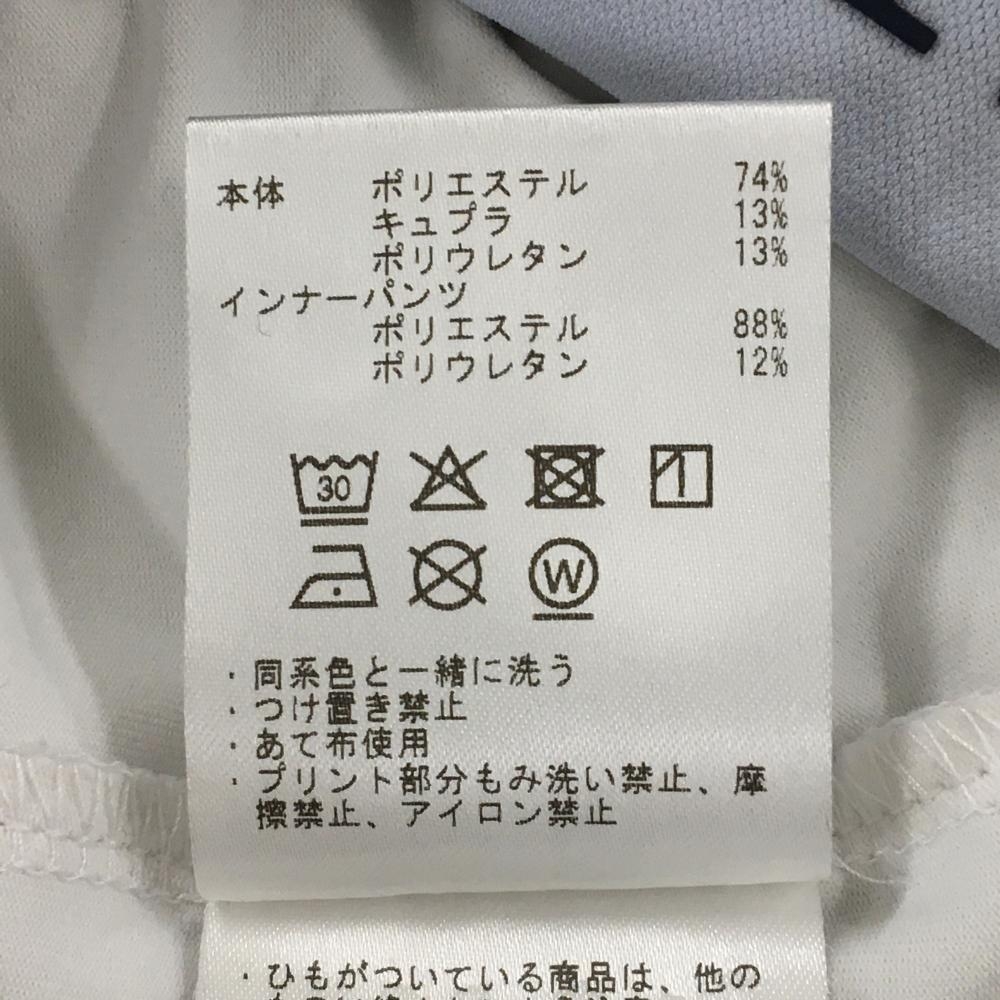 本体 ポリエステル 74%
キュプラ 13%
ポリウレタン 13%
インナーパンツ
ポリエステル 88%
ポリウレタン 12%
30
W
・同系色と一緒に洗う
・つけ置き禁止
・あて布使用
・プリント部分もみ洗い禁止、摩
擦禁止、アイロン禁止
・ひもがついている商品は、他の